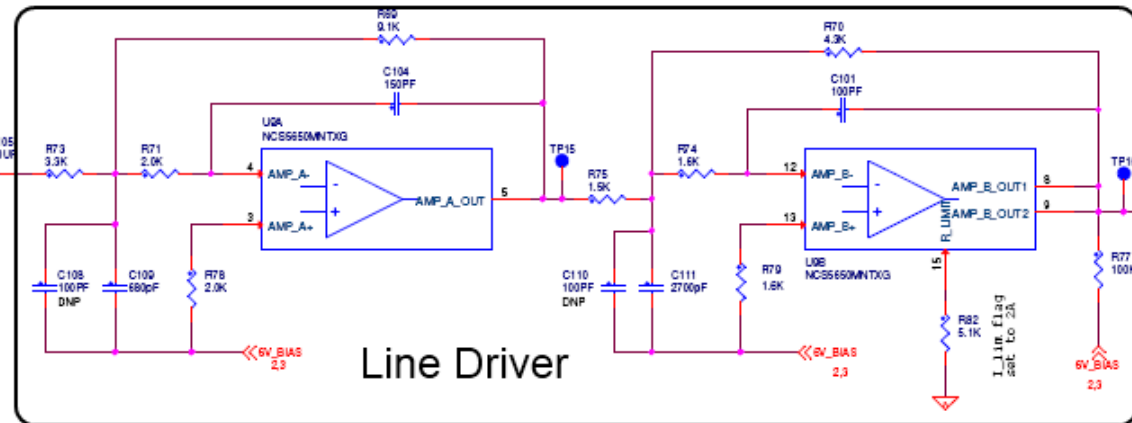 R69
9.1K
C104
150PF
R70
4.3K
C101
100PF
U9A
NCS5650MNTXG
R73
3.3K
R71
2.0K
4
AMP_A-
AMP_A_OUT
5
TP15
R75
1.5K
3
AMP_A+
C108
100PF
DNP
C109
680pF
R78
2.0K
6V_BIAS
2,3
R74
1.6K
12
AMP_B-
AMP_B_OUT1
8
AMP_B_OUT2
9
13
AMP_B+
R_LIMIT
15
U9B
NCS5650MNTXG
C110
100PF
DNP
C111
2700pF
R79
1.6K
6V_BIAS
2,3
R82
5.1K
I_lim flag
set to 2A
R77
6V_BIAS
2,3
Line Driver